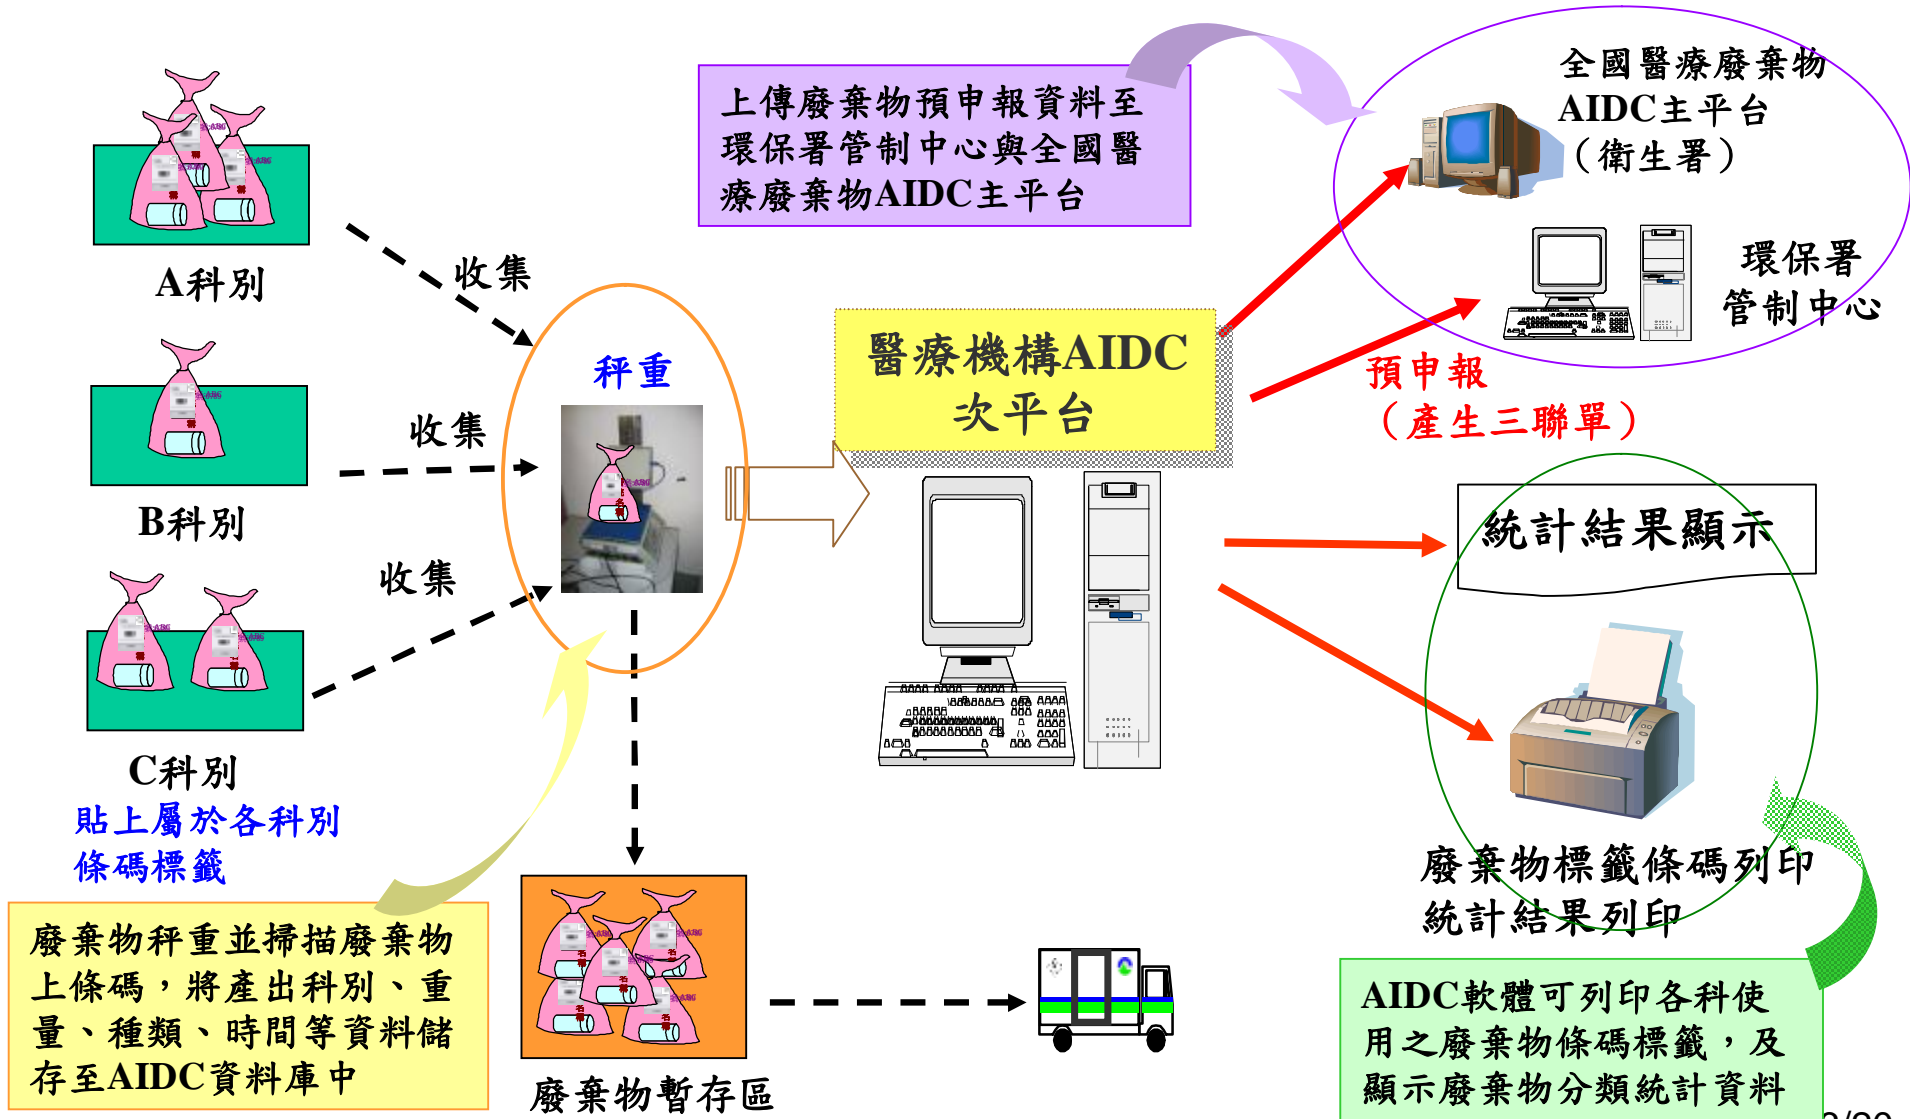 上傳廢棄物預申報資料至
環保署管制中心與全國醫
療廢棄物AIDC主平台
全國醫療廢棄物
AIDC主平台
（衛生署）
環保署
管制中心
A科別
收集
B科別
收集
C科別
收集
貼上屬於各科別
條碼標籤
秤重
醫療機構AIDC
次平台
預申報
（產生三聯單）
統計結果顯示
廢棄物標籤條碼列印
統計結果列印
廢棄物秤重並掃描廢棄物
上條碼，將產出科別、重
量、種類、時間等資料儲
存至AIDC資料庫中
廢棄物暫存區
AIDC軟體可列印各科使
用之廢棄物條碼標籤，及
顯示廢棄物分類統計資料